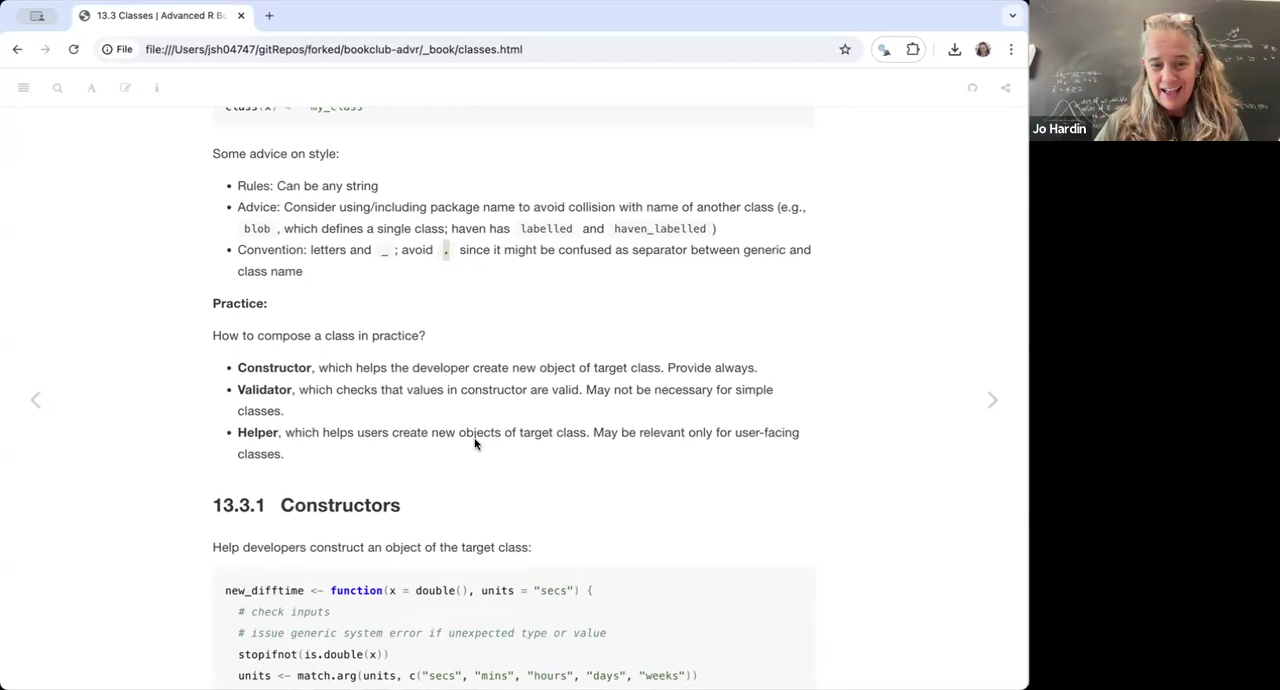 13.3 Classes | Advanced R Bo
File file:///Users/jsh04747/gitRepos/forked/bookclub-advr/_book/classes.html
class(x) <- "my_class"
Some advice on style:
• Rules: Can be any string
• Advice: Consider using/including package name to avoid collision with name of another class (e.g.,
blob , which defines a single class; haven has labelled and haven_labelled )
• Convention: letters and _ ; avoid . since it might be confused as separator between generic and
class name
Practice:
How to compose a class in practice?
• Constructor, which helps the developer create new object of target class. Provide always.
• Validator, which checks that values in constructor are valid. May not be necessary for simple
classes.
• Helper, which helps users create new objects of target class. May be relevant only for user-facing
classes.
13.3.1 Constructors
Help developers construct an object of the target class:
new_difftime <- function(x = double(), units = "secs") {
# check inputs
# issue generic system error if unexpected type or value
stopifnot(is.double(x))
units <- match.arg(units, c("secs", "mins", "hours", "days", "weeks"))
Jo Hardin